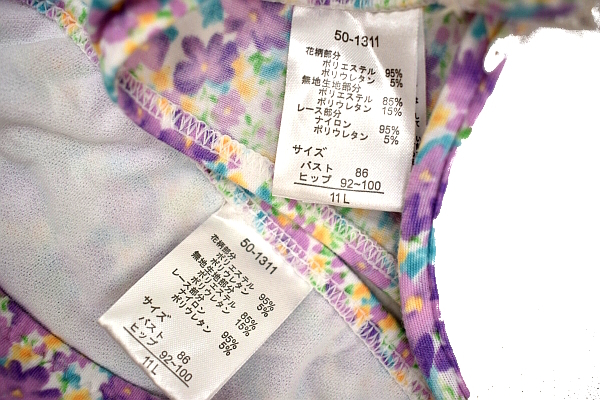 50-1311
花柄部分
ポリエステル 95%
ポリウレタン 5%
無地生地部分
ポリエステル 85%
ポリウレタン 15%
レース部分
ナイロン 95%
ポリウレタン 5%
サイズ
バスト 86
ヒップ 92~100
11L
50-1311
花柄部分
ポリエステル 95%
ポリウレタン 5%
無地生地部分
ポリエステル 85%
ポリウレタン 15%
レース部分
ナイロン 95%
ポリウレタン 5%
サイズ
バスト 86
ヒップ 92~100
11L